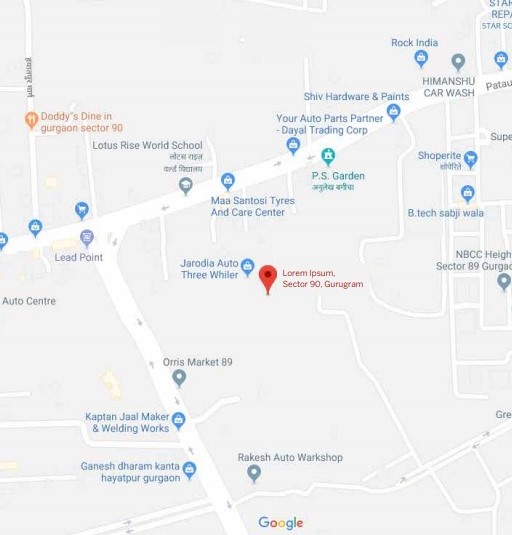 STAR
REPA
STAR SC
Rock India
HIMANSHU
CAR WASH
Patau
Shiv Hardware & Paints
Doddy"s Dine in
gurgaon sector 90
Your Auto Parts Partner
- Dayal Trading Corp
Lotus Rise World School
लोटस राइज़
वर्ल्ड विद्यालय
Supe
Shoperite
शोपेरिते
P.S. Garden
Maa Santosi Tyres
And Care Center
B.tech sabji wala
Lead Point
Jarodia Auto
Three Whiler
Lorem Ipsum,
Sector 90, Gurugram
NBCC Heigh
Sector 89 Gurgao
Auto Centre
Orris Market 89
Kaptan Jaal Maker
& Welding Works
Gre
Ganesh dharam kanta
hayatpur gurgaon
Rakesh Auto Warkshop
Google